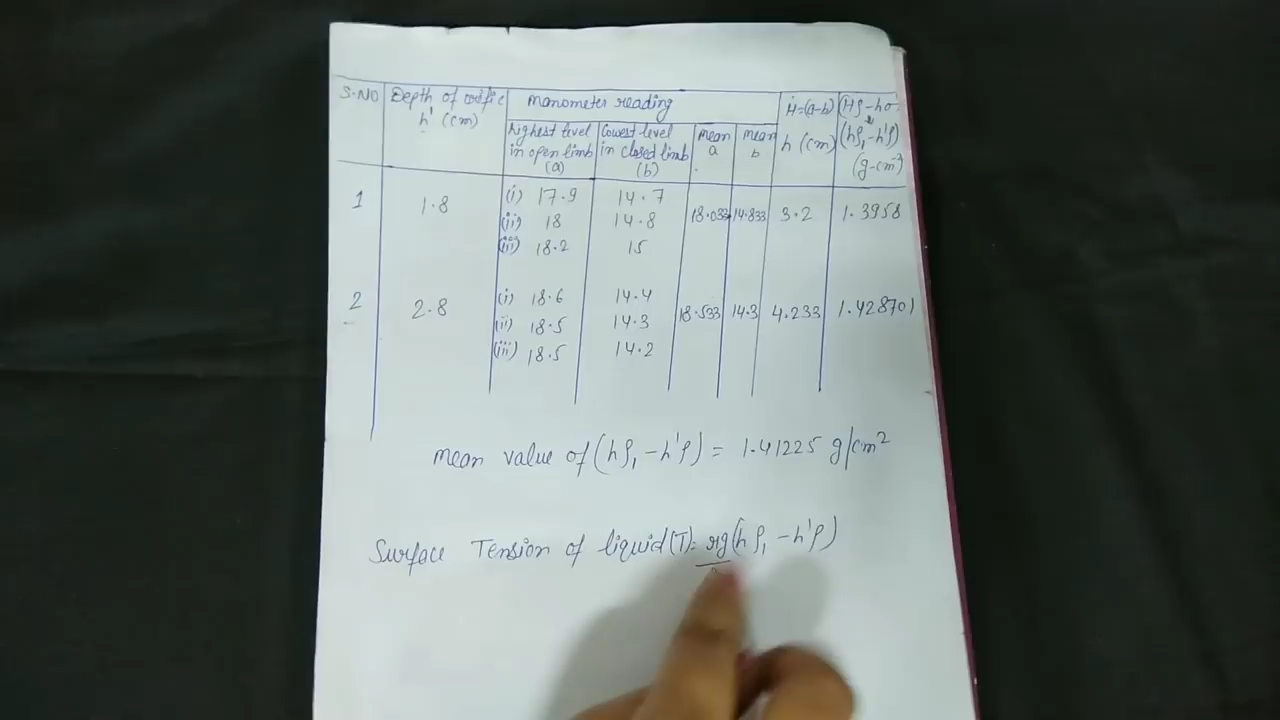 S.NO Depth of orific h' (cm) Manometer reading H=(a-b) h (cm) (Hρ-hσ (hρ₁-h'ρ) (g-cm⁻²)
highest level in open limb (a) Lowest level in closed limb (b) mean a mean b
1 1.8 (i) 17.9 14.7 18.033 14.833 3.2 1.3958
(ii) 18 14.8
(iii) 18.2 15
2 2.8 (i) 18.6 14.4 18.533 14.3 4.233 1.428701
(ii) 18.5 14.3
(iii) 18.5 14.2
mean value of (hρ₁-h'ρ) = 1.41225 g/cm²
Surface Tension of liquid(T)= rg(hρ₁-h'ρ)